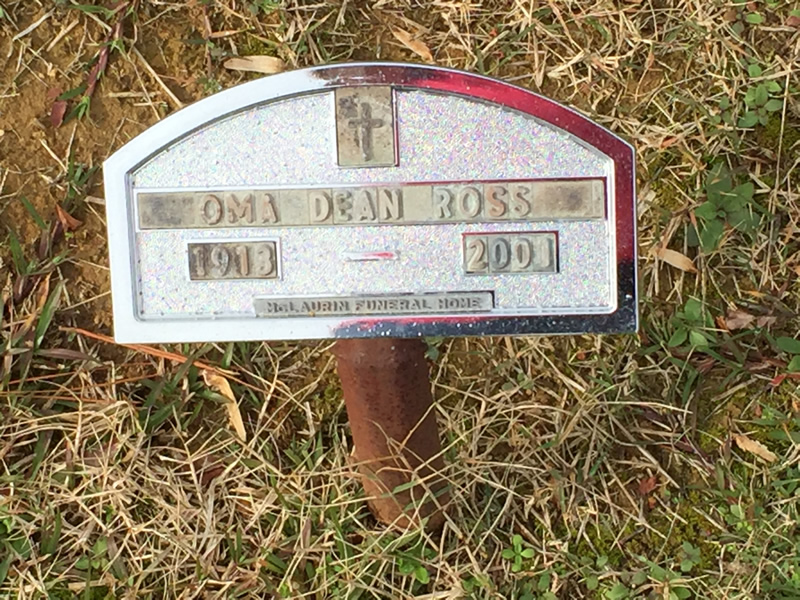 OMA DEAN ROSS
1913 2001
McLAURIN FUNERAL HOME